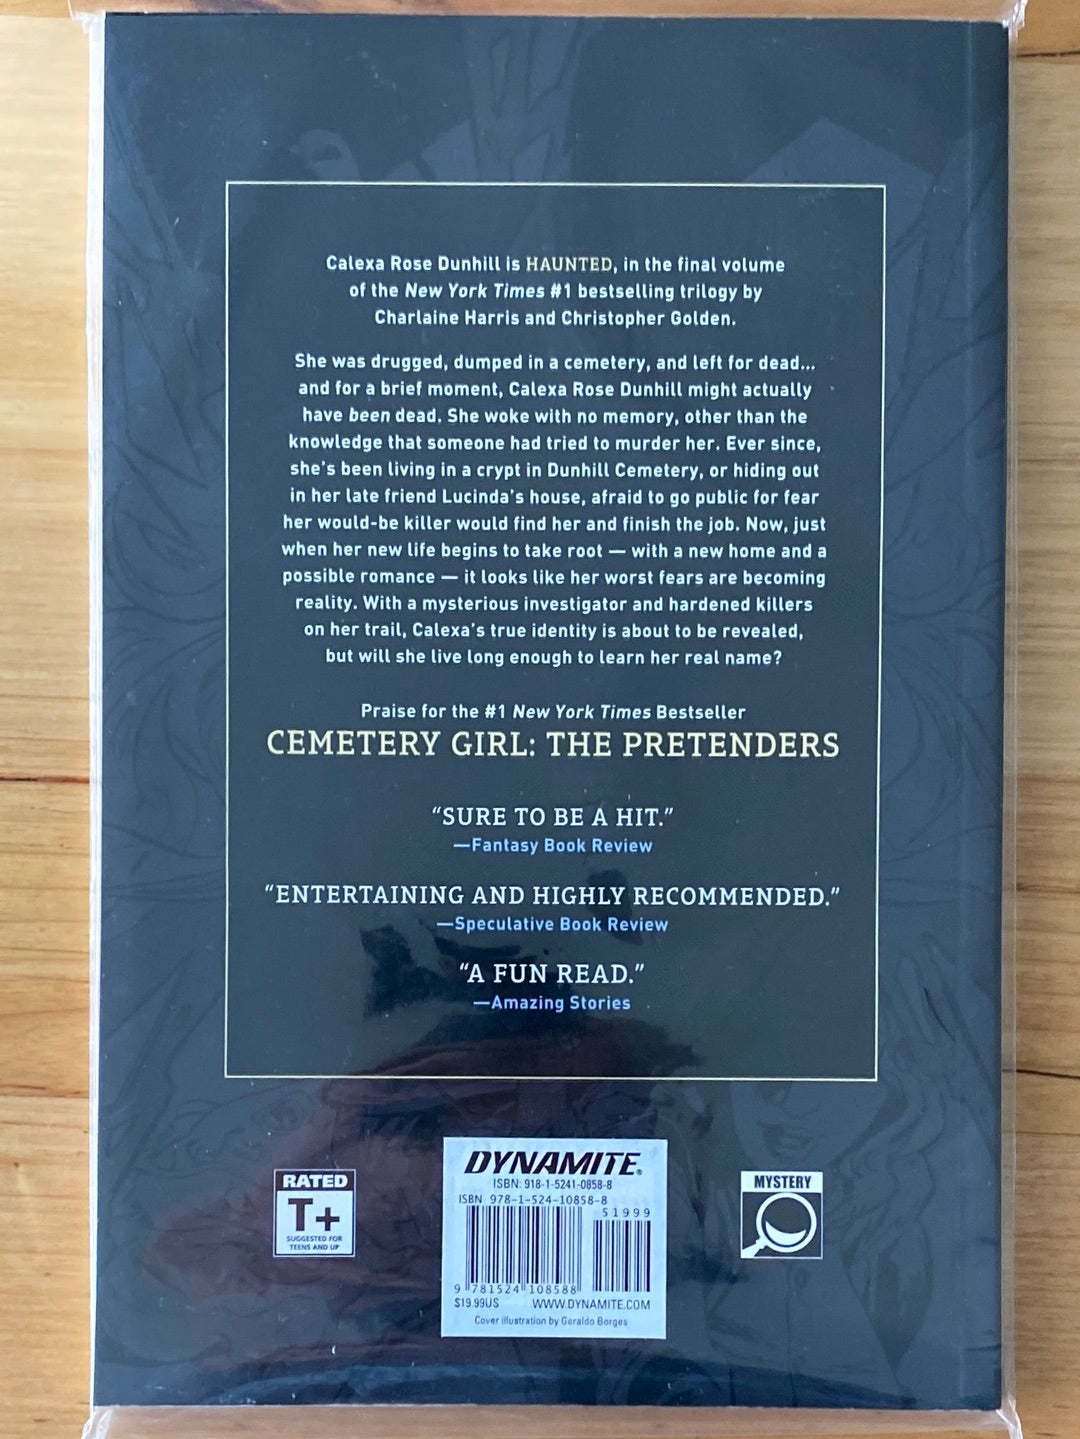 Calexa Rose Dunhill is HAUNTED, in the final volume
of the New York Times #1 bestselling trilogy by
Charlaine Harris and Christopher Golden.
She was drugged, dumped in a cemetery, and left for dead...
and for a brief moment, Calexa Rose Dunhill might actually
have been dead. She woke with no memory, other than the
knowledge that someone had tried to murder her. Ever since,
she's been living in a crypt in Dunhill Cemetery, or hiding out
in her late friend Lucinda's house, afraid to go public for fear
her would-be killer would find her and finish the job. Now, just
when her new life begins to take root — with a new home and a
possible romance — it looks like her worst fears are becoming
reality. With a mysterious investigator and hardened killers
on her trail, Calexa's true identity is about to be revealed,
but will she live long enough to learn her real name?
Praise for the #1 New York Times Bestseller
CEMETERY GIRL: THE PRETENDERS
“SURE TO BE A HIT.”
—Fantasy Book Review
“ENTERTAINING AND HIGHLY RECOMMENDED.”
—Speculative Book Review
“A FUN READ.”
—Amazing Stories
RATED
T+
SUGGESTED FOR
TEENS AND UP
DYNAMITE®
ISBN: 918-1-5241-0858-8
ISBN 978-1-524-10858-8
51999
9 781524 108588
$19.99US WWW.DYNAMITE.COM
Cover illustration by Geraldo Borges
MYSTERY